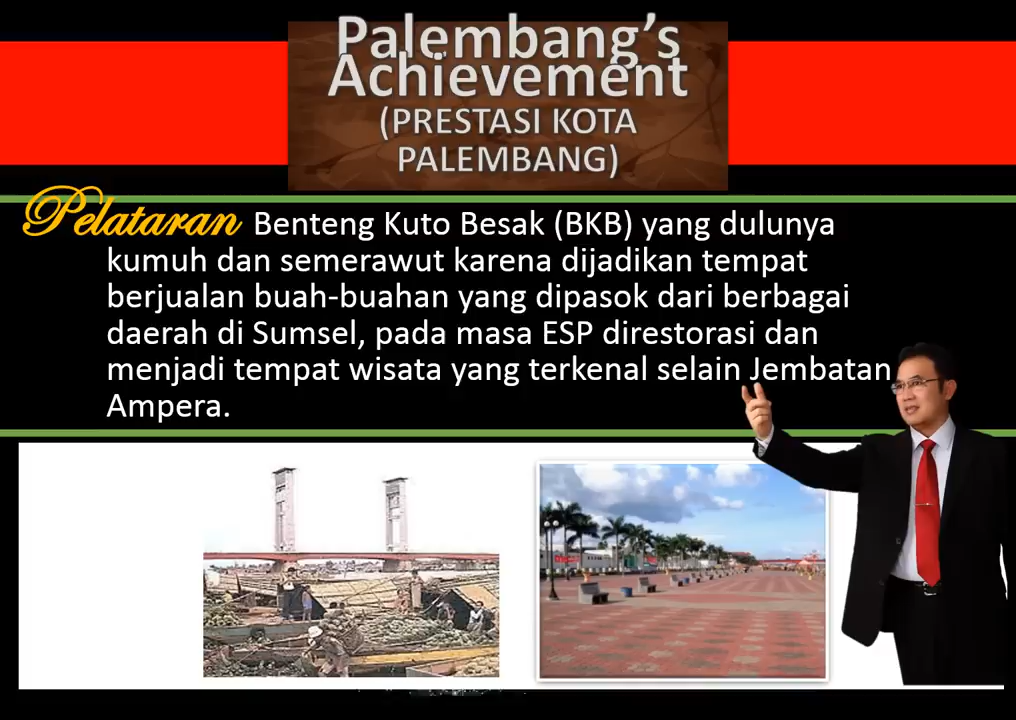 Palembang's
Achievement
(PRESTASI KOTA
PALEMBANG)
Pelataran Benteng Kuto Besak (BKB) yang dulunya
kumuh dan semerawut karena dijadikan tempat
berjualan buah-buahan yang dipasok dari berbagai
daerah di Sumsel, pada masa ESP direstorasi dan
menjadi tempat wisata yang terkenal selain Jembatan
Ampera.